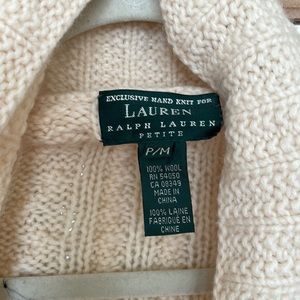 EXCLUSIVE HAND KNIT FOR
LAUREN
RALPH LAUREN
PETITE
P/M
100% WOOL
RN 54050
CA 08349
MADE IN
CHINA
100% LAINE
FABRIQUÉ EN
CHINE